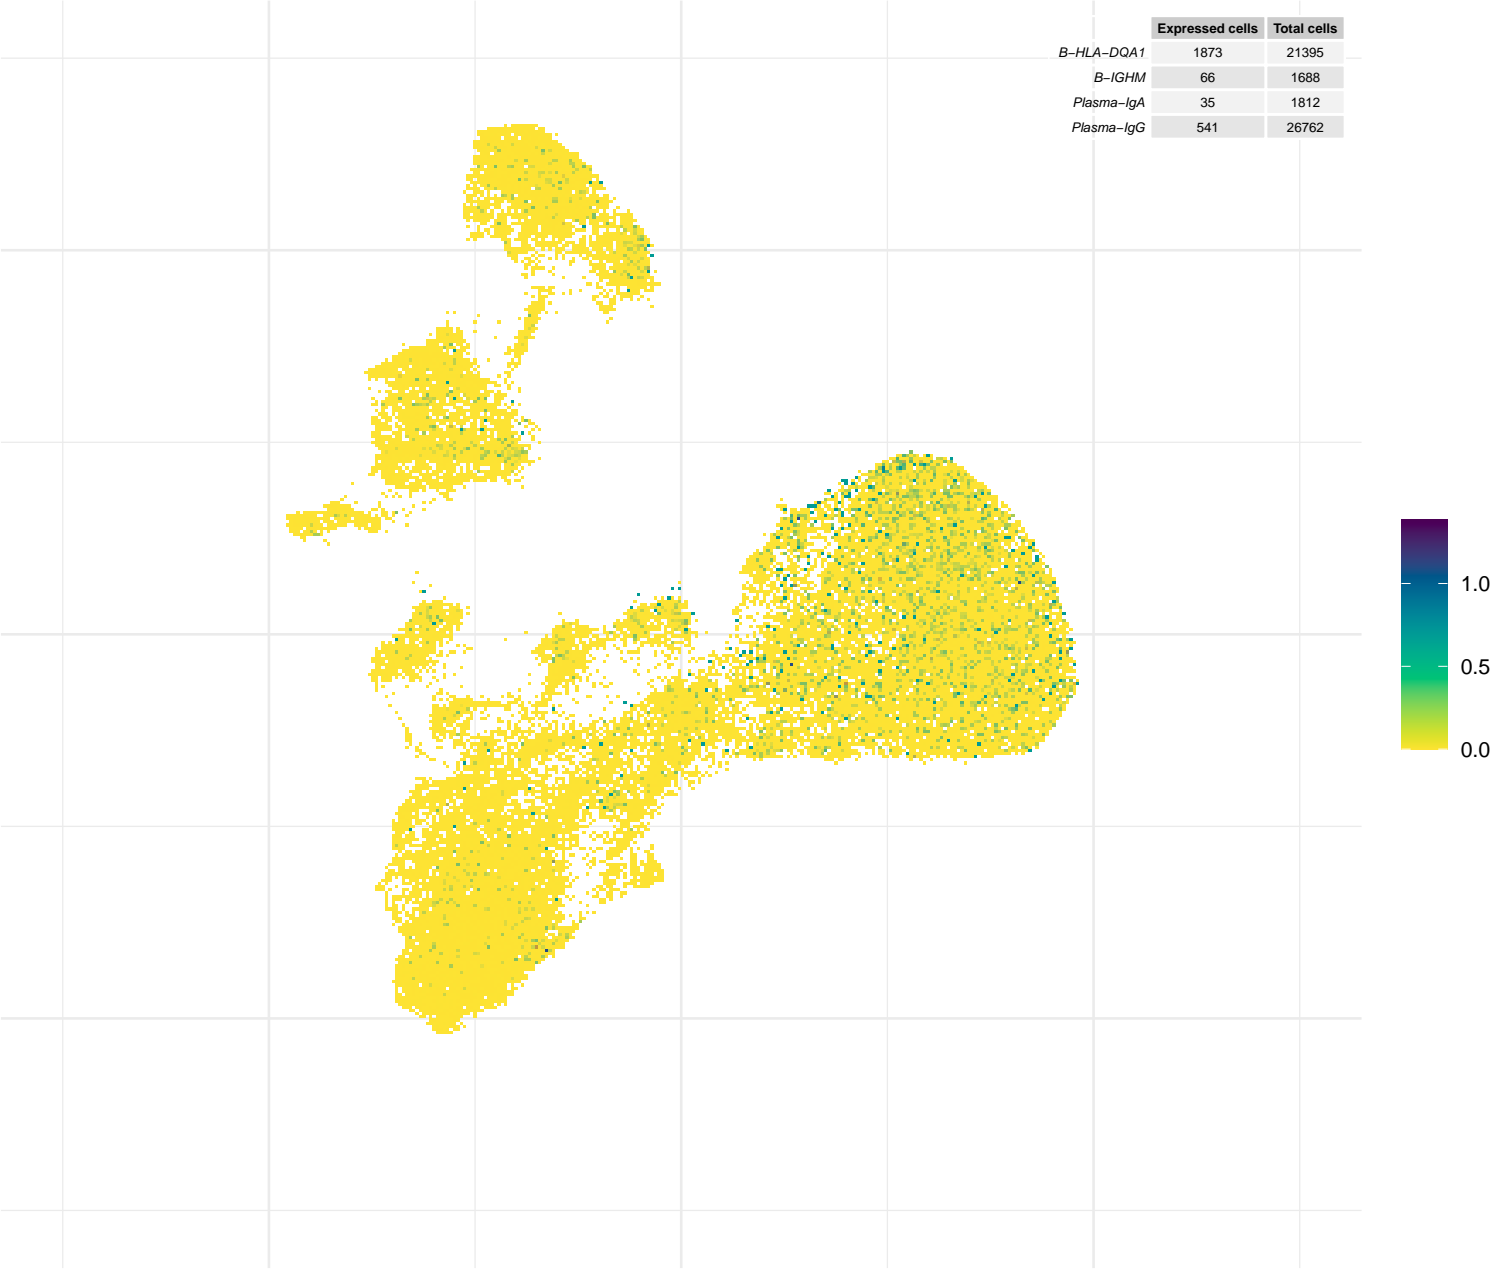 Expressed cells Total cells
B−HLA−DQA1 1873 21395
B−IGHM 66 1688
Plasma−IgA 35 1812
Plasma−IgG 541 26762
1.0
0.5
0.0